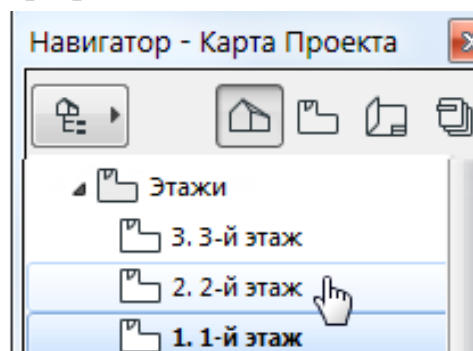 Навигатор - Карта Проекта
Этажи
3. 3-й этаж
2. 2-й этаж
1. 1-й этаж